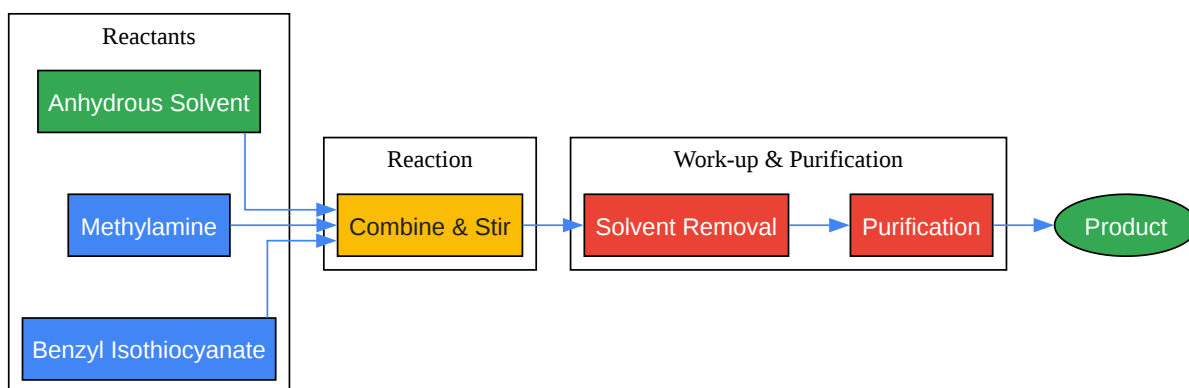 Reactants
Anhydrous Solvent
Methylamine
Benzyl Isothiocyanate
Reaction
Combine & Stir
Work-up & Purification
Solvent Removal
Purification
Product